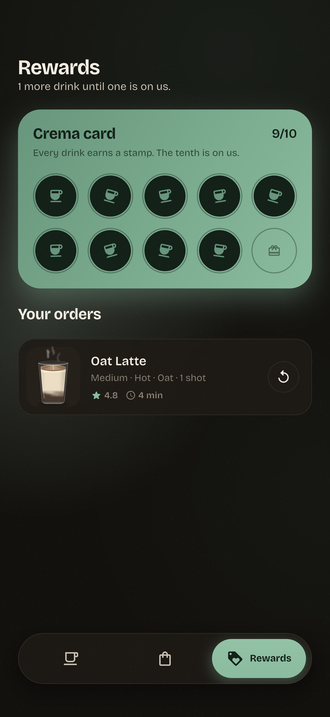 Rewards
1 more drink until one is on us.
Crema card 9/10
Every drink earns a stamp. The tenth is on us.
Your orders
Oat Latte
Medium · Hot · Oat · 1 shot
4.8 4 min
Rewards